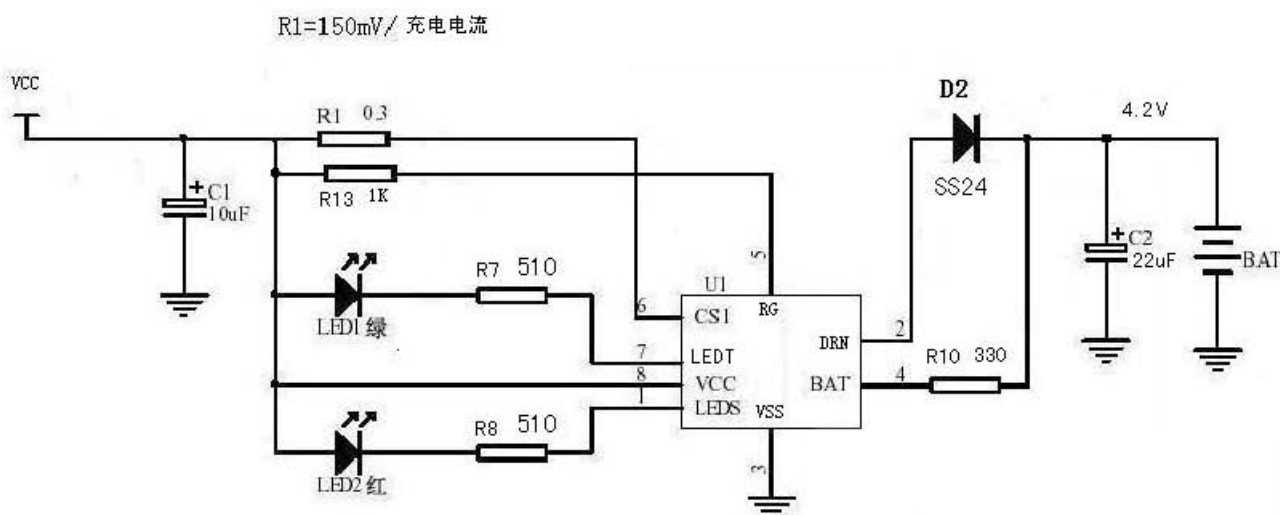 R1=150mV/ 充电电流
VCC
R1 0.3
R13 1K
C1
10uF
D2
SS24
4.2V
C2
22uF
BAT
LED1 绿
R7 510
U1
5
RG
6 CS1
7 LEDT
8 VCC
1 LEDS
DRN 2
BAT 4
R10 330
VSS
3
LED2 红
R8 510